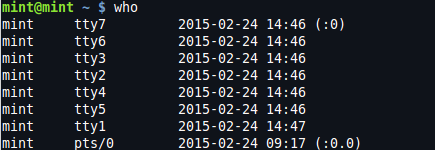 mint@mint ~ $ who
mint     tty7         2015-02-24 14:46 (:0)
mint     tty6         2015-02-24 14:46
mint     tty3         2015-02-24 14:46
mint     tty2         2015-02-24 14:46
mint     tty4         2015-02-24 14:46
mint     tty5         2015-02-24 14:46
mint     tty1         2015-02-24 14:47
mint     pts/0        2015-02-24 09:17 (:0.0)